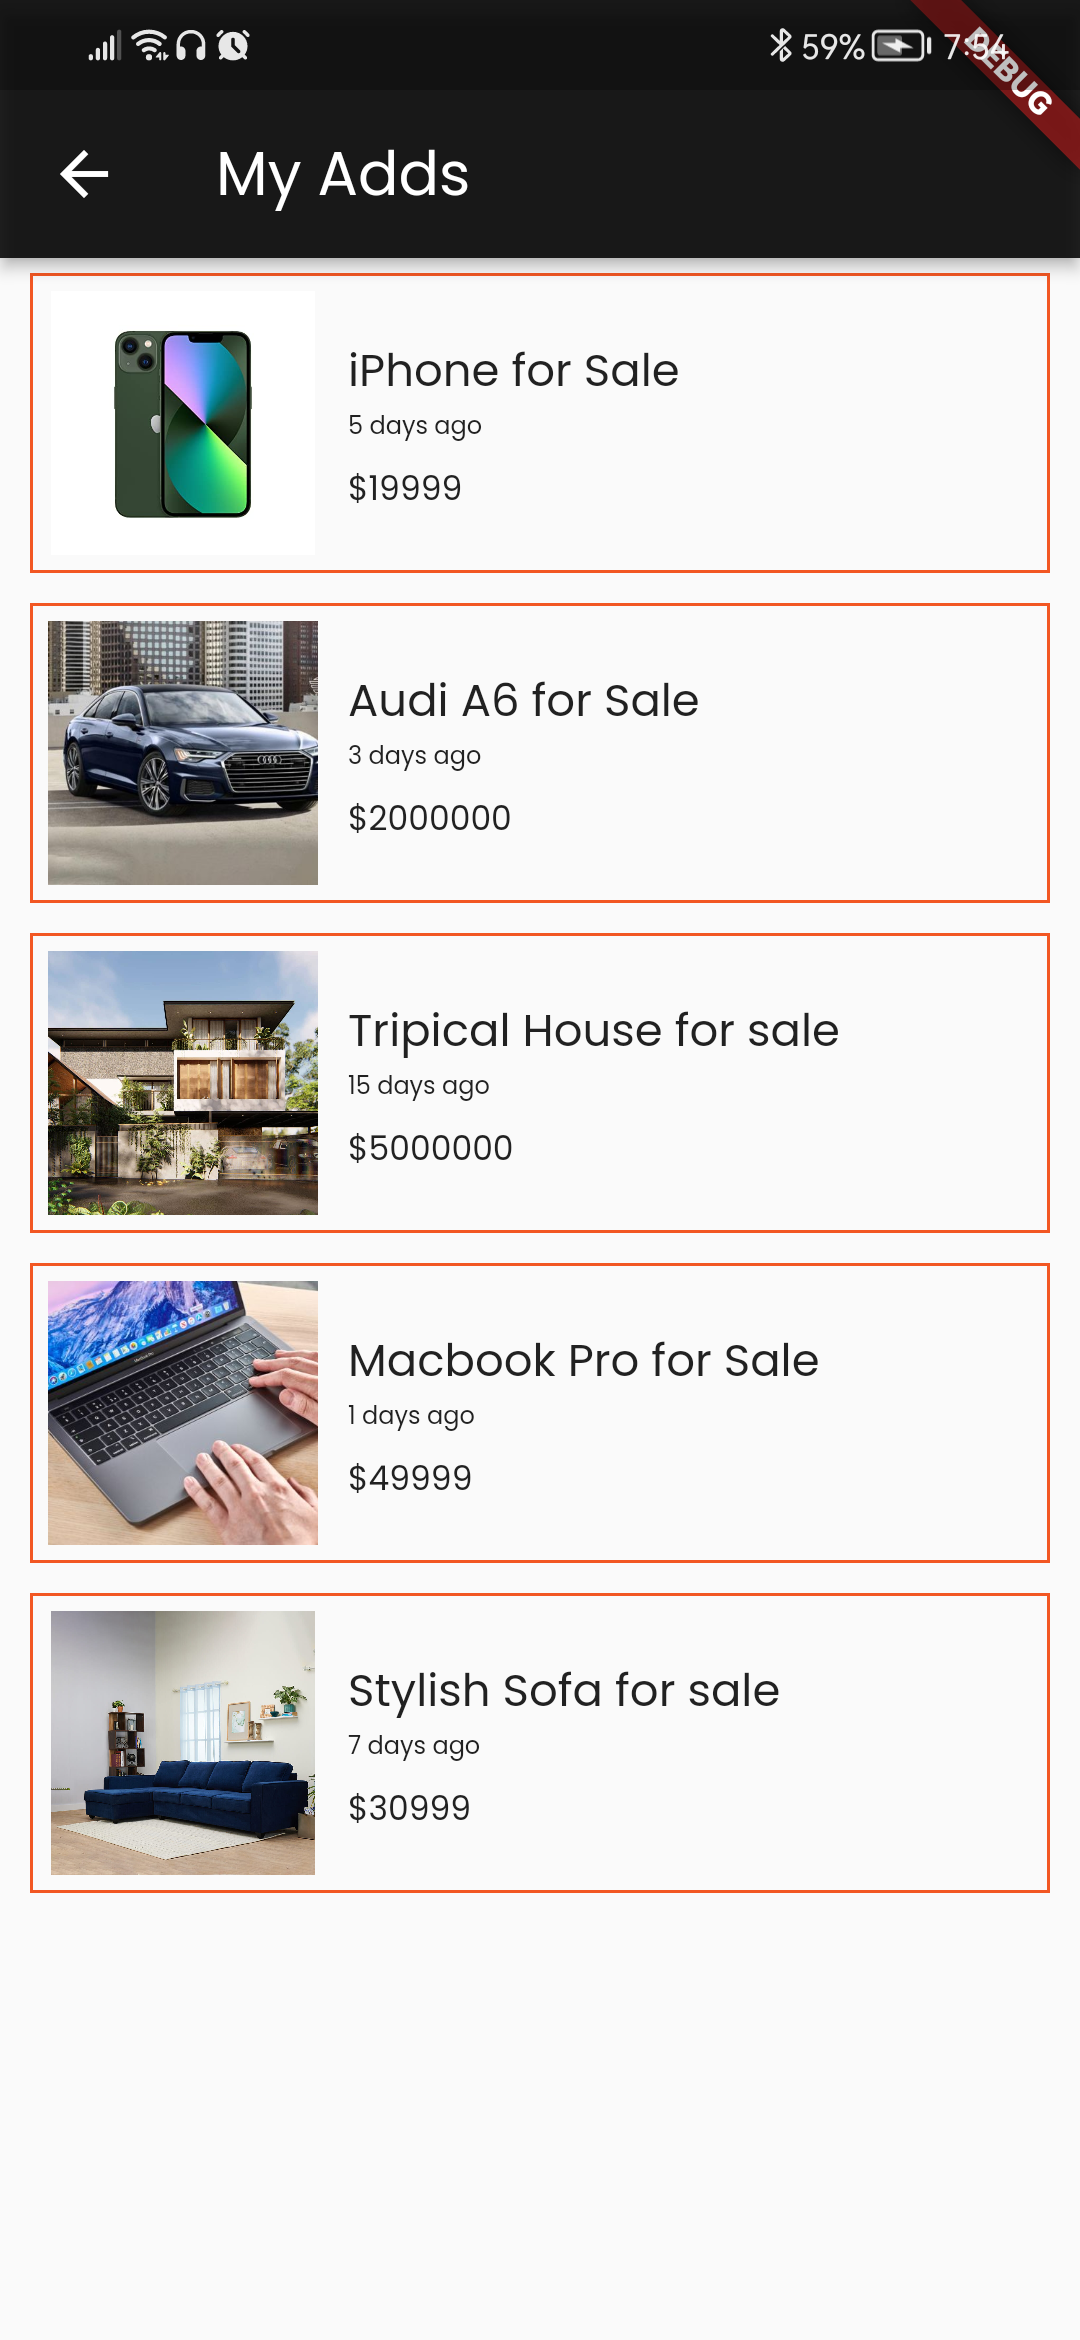 59% 7:54
DEBUG
My Adds
iPhone for Sale
5 days ago
$19999
Audi A6 for Sale
3 days ago
$2000000
Tripical House for sale
15 days ago
$5000000
Macbook Pro for Sale
1 days ago
$49999
Stylish Sofa for sale
7 days ago
$30999